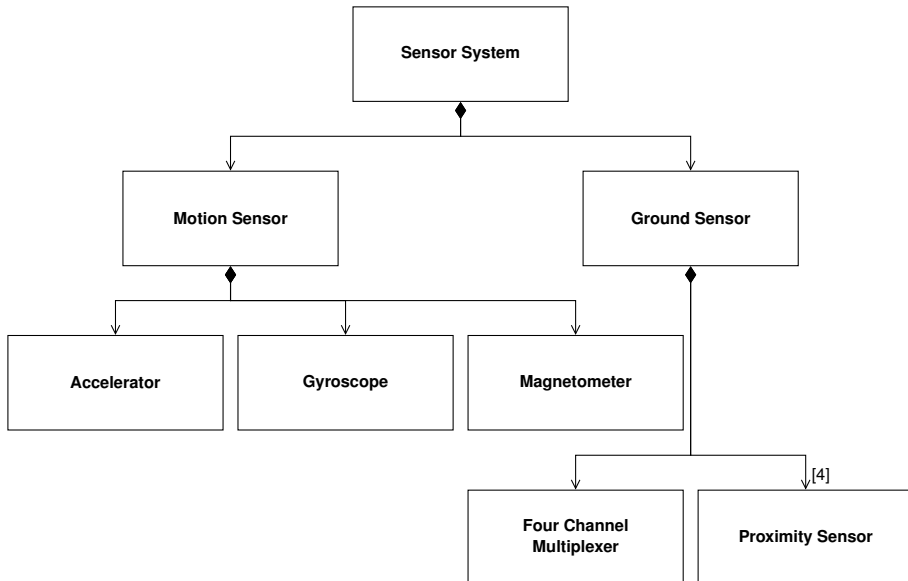 Sensor System
Motion Sensor
Ground Sensor
Accelerator
Gyroscope
Magnetometer
[4]
Four Channel
Multiplexer
Proximity Sensor